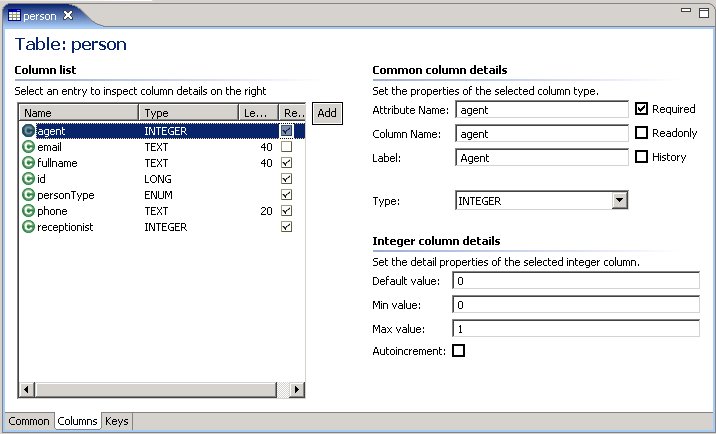 person
Table: person
Column list
Select an entry to inspect column details on the right
Name Type Le... Re...
agent INTEGER
email TEXT 40
fullname TEXT 40
id LONG
personType ENUM
phone TEXT 20
receptionist INTEGER
Add
Common column details
Set the properties of the selected column type.
Attribute Name: agent Required
Column Name: agent Readonly
Label: Agent History
Type: INTEGER
Integer column details
Set the detail properties of the selected integer column.
Default value: 0
Min value: 0
Max value: 1
Autoincrement:
Common Columns Keys